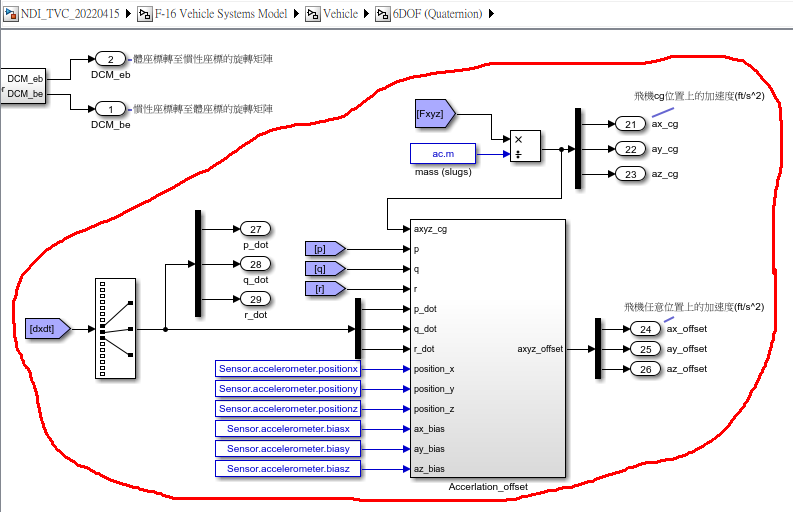 NDI_TVC_20220415 ▶ F-16 Vehicle Systems Model ▶ Vehicle ▶ 6DOF (Quaternion) ▶
DCM_eb
2
體座標轉至慣性座標的旋轉矩陣
DCM_eb
r
DCM_be
1
慣性座標轉至體座標的旋轉矩陣
DCM_be
[Fxyz]
ac.m
mass (slugs)
×
÷
飛機cg位置上的加速度(ft/s^2)
21 ax_cg
22 ay_cg
23 az_cg
27
p_dot
28
q_dot
29
r_dot
[dxdt]
[p]
[q]
[r]
Sensor.accelerometer.positionx
Sensor.accelerometer.positiony
Sensor.accelerometer.positionz
Sensor.accelerometer.biasx
Sensor.accelerometer.biasy
Sensor.accelerometer.biasz
axyz_cg
p
q
r
p_dot
q_dot
r_dot
position_x
position_y
position_z
ax_bias
ay_bias
az_bias
axyz_offset
Accerlation_offset
飛機任意位置上的加速度(ft/s^2)
24 ax_offset
25 ay_offset
26 az_offset